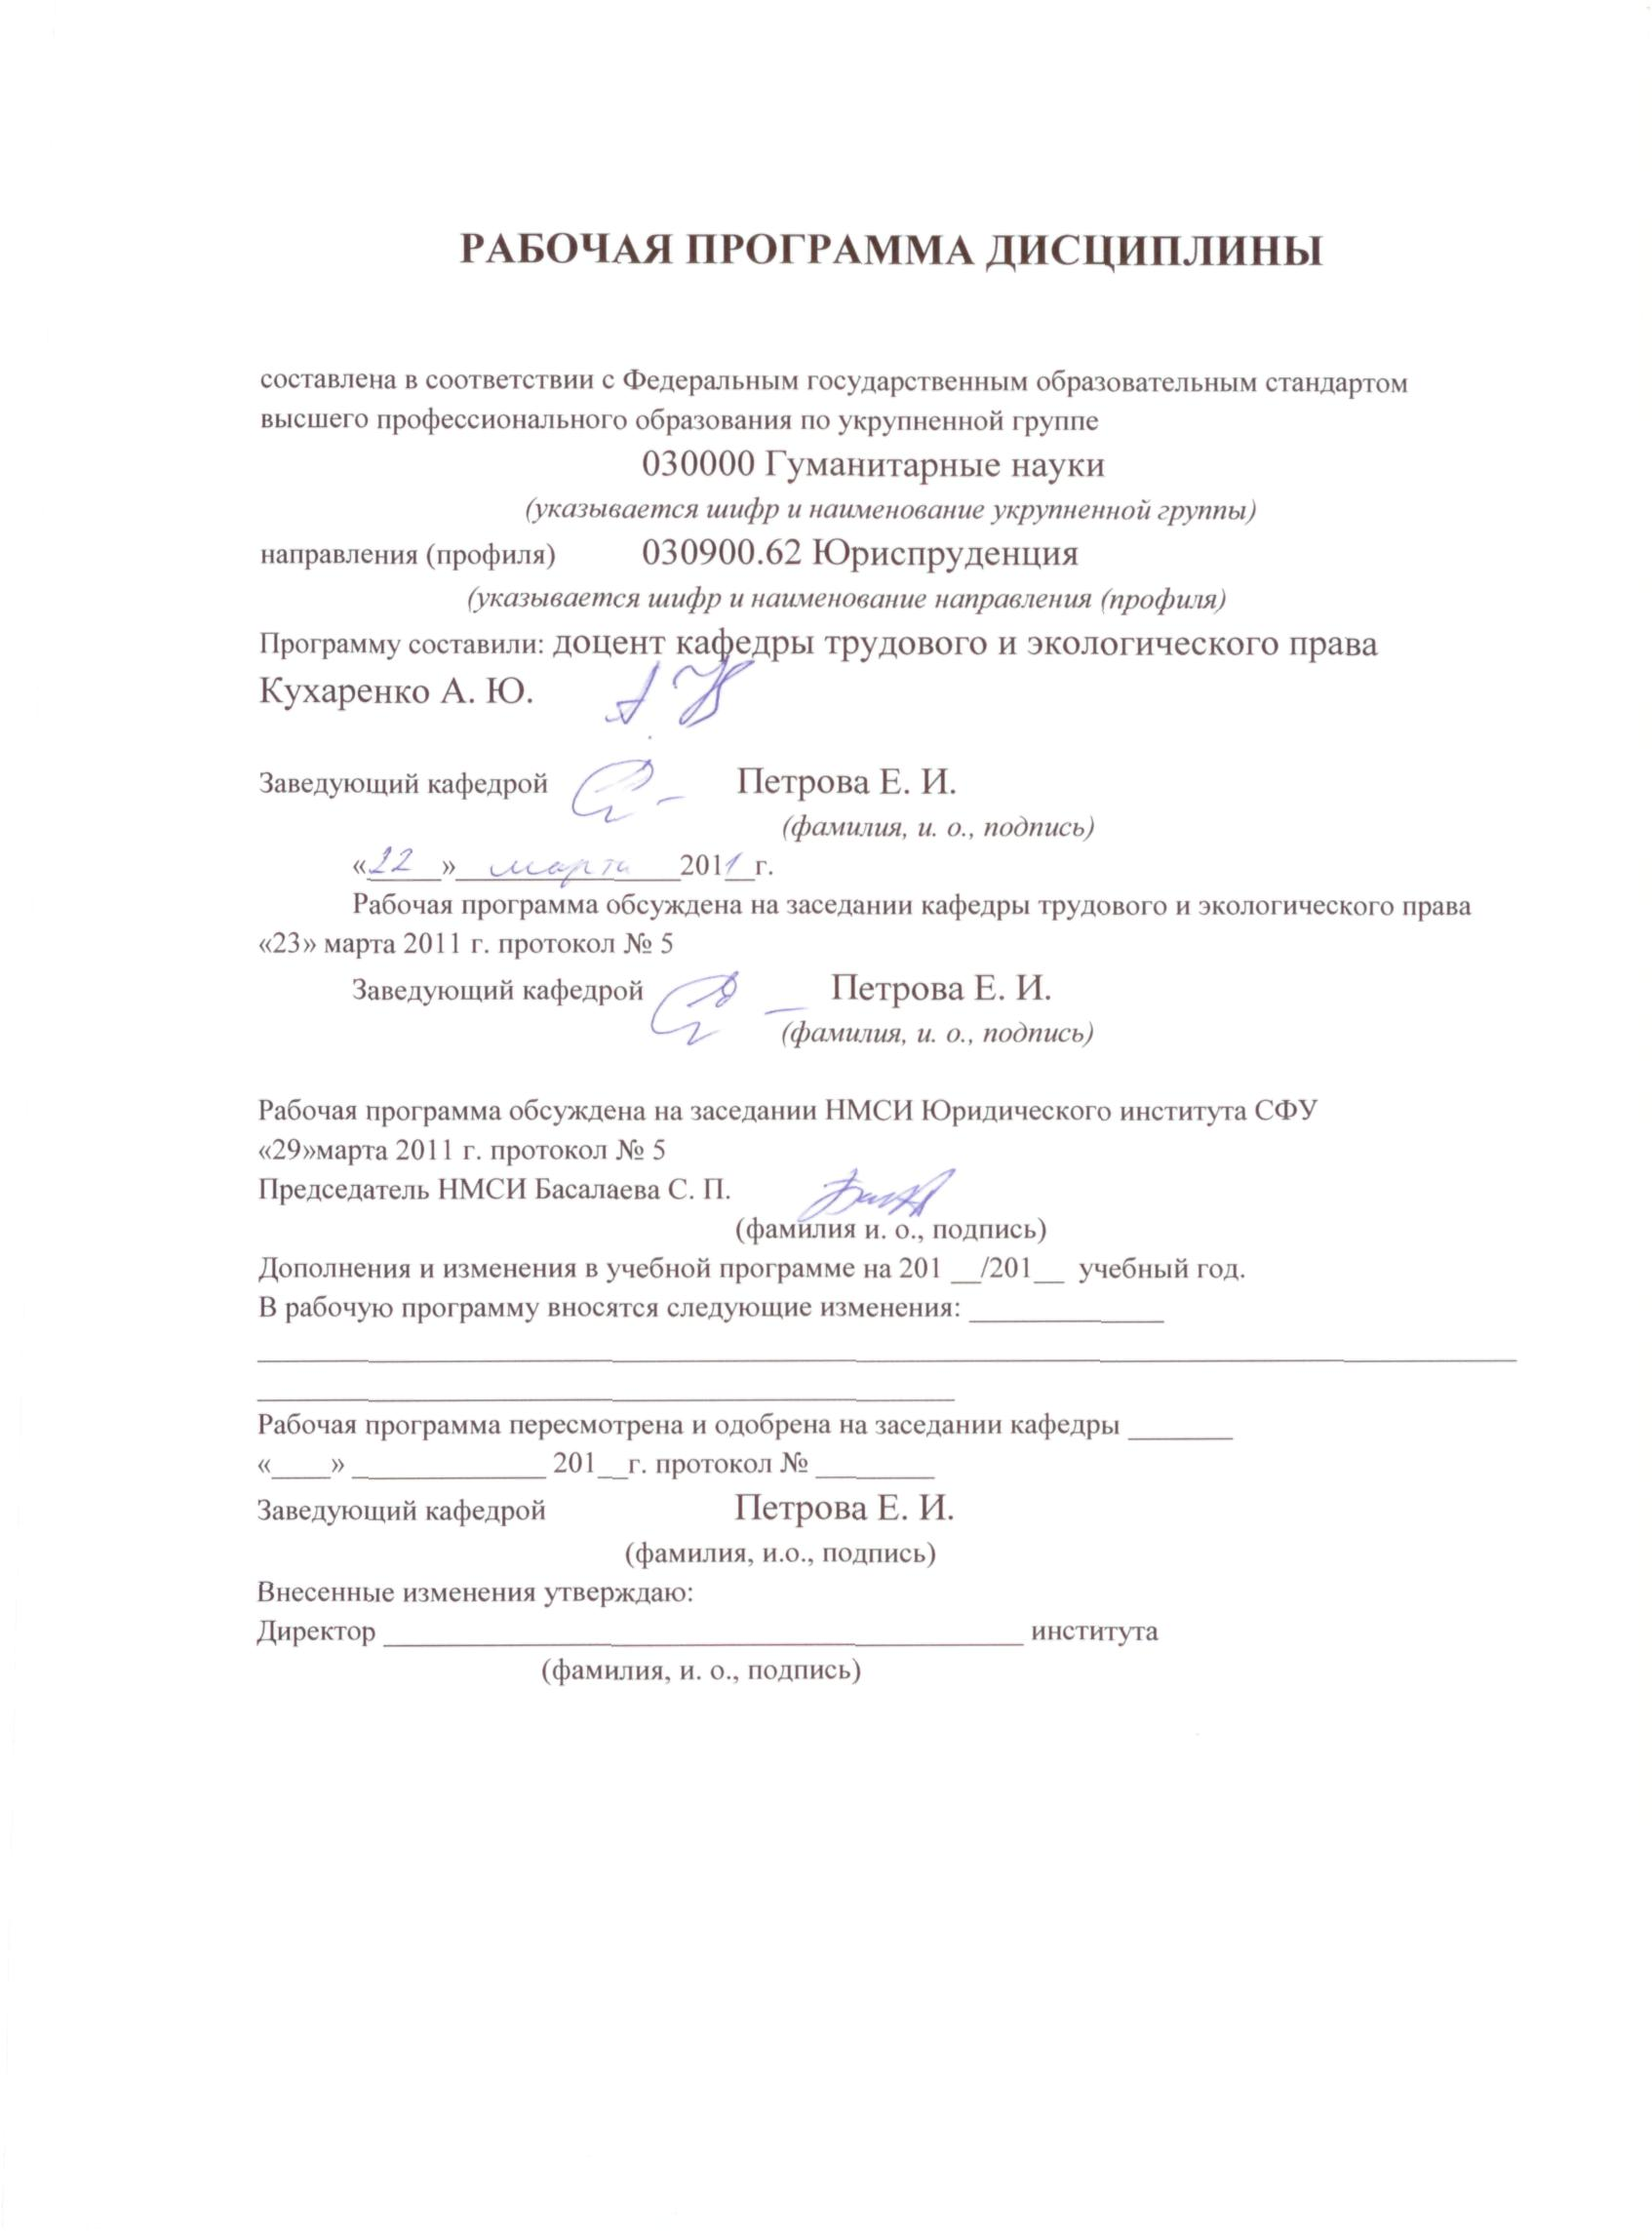 РАБОЧАЯ ПРОГРАММА ДИСЦИПЛИНЫ
составлена в соответствии с Федеральным государственным образовательным стандартом
высшего профессионального образования по укрупненной группе
030000 Гуманитарные науки
(указывается шифр и наименование укрупненной группы)
направления (профиля) 030900.62 Юриспруденция
(указывается шифр и наименование направления (профиля)
Программу составили: доцент кафедры трудового и экологического права
Кухаренко А. Ю.
Заведующий кафедрой Петрова Е. И.
(фамилия, и. о., подпись)
«22» марта 2011 г.
Рабочая программа обсуждена на заседании кафедры трудового и экологического права
«23» марта 2011 г. протокол № 5
Заведующий кафедрой Петрова Е. И.
(фамилия, и. о., подпись)
Рабочая программа обсуждена на заседании НМСИ Юридического института СФУ
«29»марта 2011 г. протокол № 5
Председатель НМСИ Басалаева С. П.
(фамилия и. о., подпись)
Дополнения и изменения в учебной программе на 201 __/201__ учебный год.
В рабочую программу вносятся следующие изменения: _____________
Рабочая программа пересмотрена и одобрена на заседании кафедры _______
«____» _____________ 201__г. протокол № ________
Заведующий кафедрой Петрова Е. И.
(фамилия, и.о., подпись)
Внесенные изменения утверждаю:
Директор ___________________________________________ института
(фамилия, и. о., подпись)